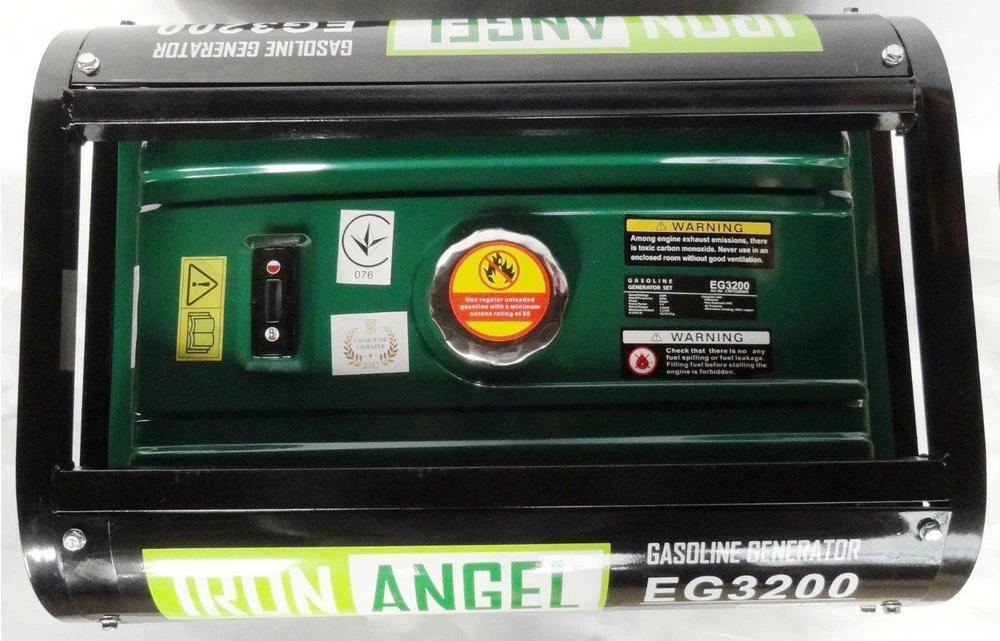 IRON ANGEL
GASOLINE GENERATOR
EG3200
076
CHOICE OF
UKRAINE
2017
Use regular unleaded
gasoline with a minimum
octane rating of 85
WARNING
Among engine exhaust emissions, there
is toxic carbon monoxide. Never use in an
enclosed room without good ventilation.
GASOLINE
GENERATOR SET
EG3200
WARNING
Check that there is no any
fuel spilling or fuel leakage.
Filling fuel before stalling the
engine is forbidden.
IRON ANGEL
GASOLINE GENERATOR
EG3200